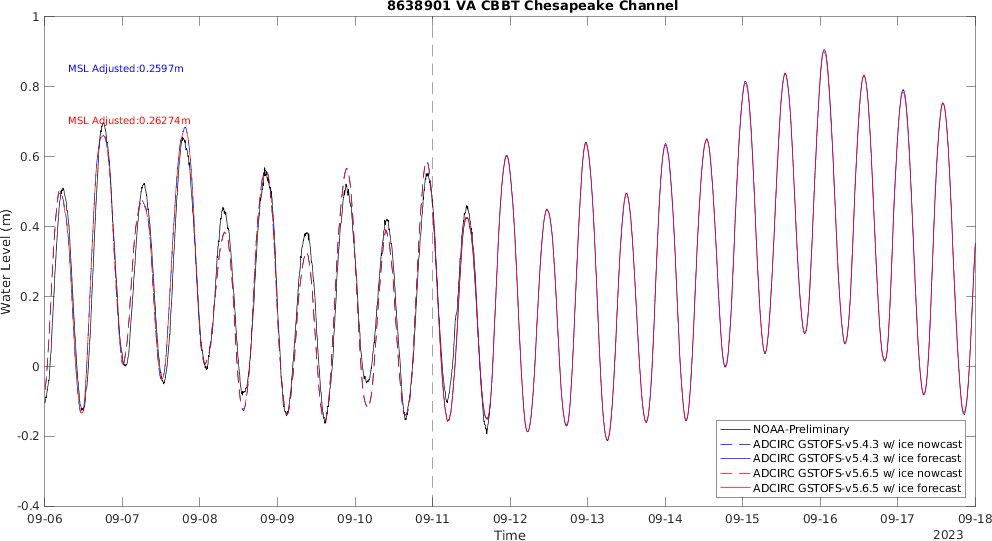 8638901 VA CBBT Chesapeake Channel
1
MSL Adjusted:0.2597m
0.8
MSL Adjusted:0.26274m
0.6
0.4
0.2
0
-0.2
-0.4
Water Level (m)
NOAA-Preliminary
ADCIRC GSTOFS-v5.4.3 w/ ice nowcast
ADCIRC GSTOFS-v5.4.3 w/ ice forecast
ADCIRC GSTOFS-v5.6.5 w/ ice nowcast
ADCIRC GSTOFS-v5.6.5 w/ ice forecast
09-06 09-07 09-08 09-09 09-10 09-11 09-12 09-13 09-14 09-15 09-16 09-17 09-18
Time
2023